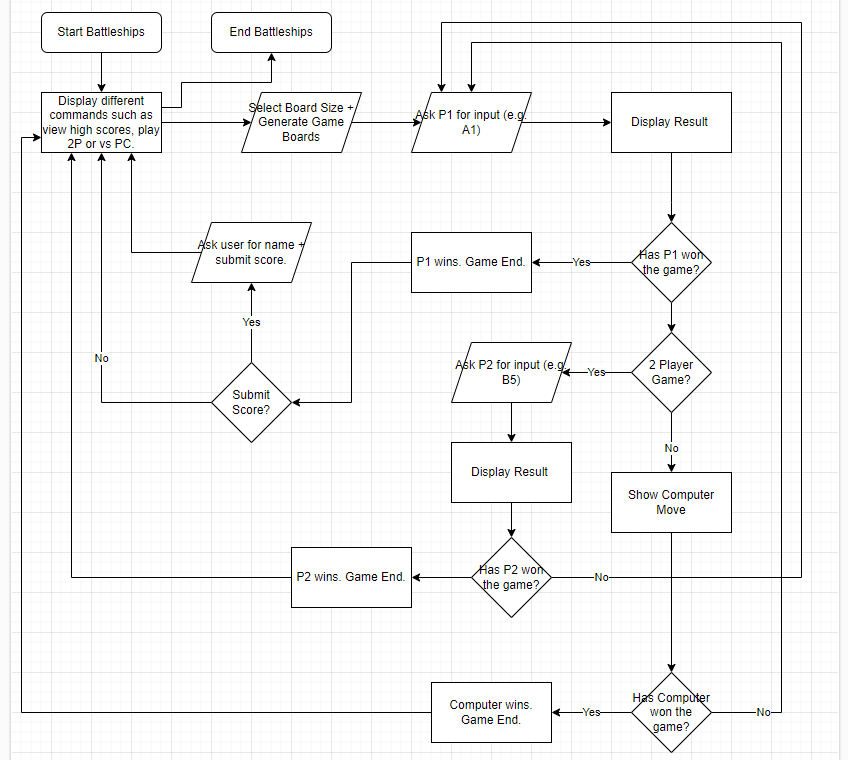 Start Battleships
End Battleships
Display different
commands such as
view high scores, play
2P or vs PC.
Select Board Size +
Generate Game
Boards
Ask P1 for input (e.g.
A1)
Display Result
Ask user for name +
submit score.
P1 wins. Game End.
Yes
Has P1 won
the game?
Yes
No
Submit
Score?
Ask P2 for input (e.g.
B5)
Yes
2 Player
Game?
No
Display Result
Show Computer
Move
P2 wins. Game End.
Has P2 won
the game?
No
Computer wins.
Game End.
Yes
Has Computer
won the
game?
No